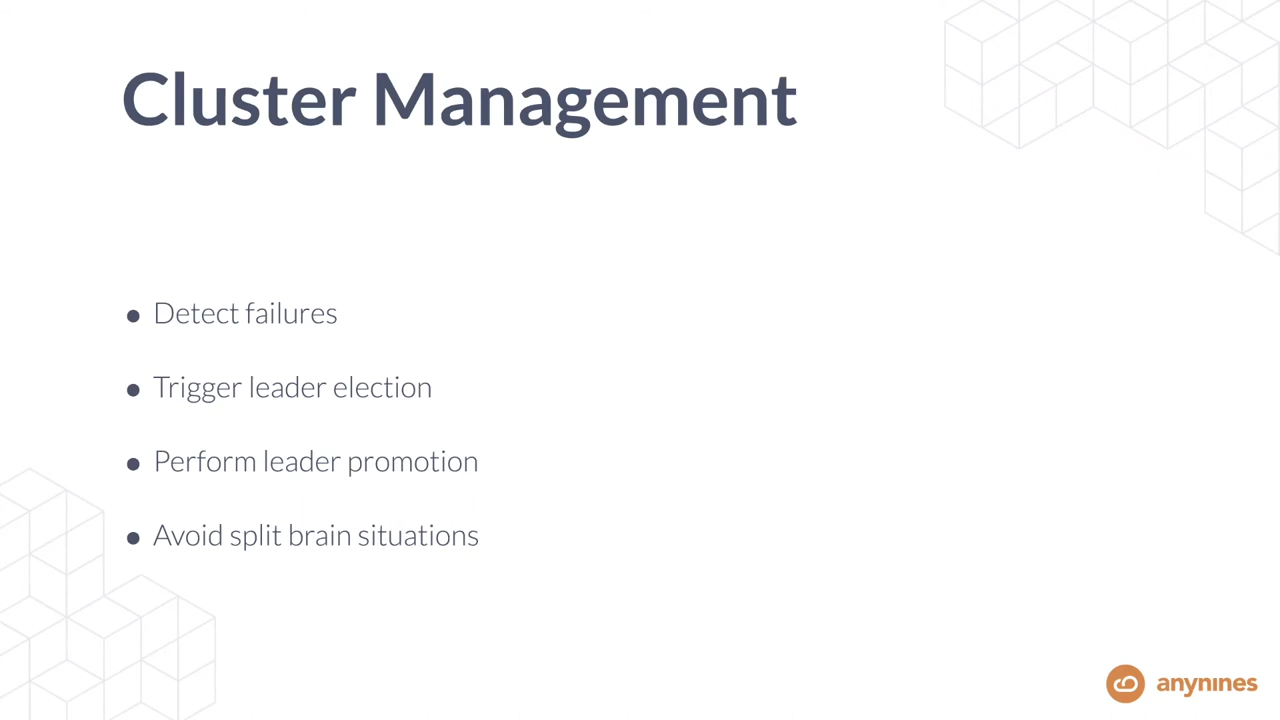 Cluster Management
• Detect failures
• Trigger leader election
• Perform leader promotion
• Avoid split brain situations
anynines